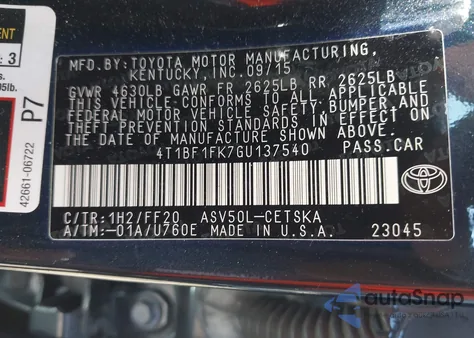 MFD.BY: TOYOTA MOTOR MANUFACTURING,
KENTUCKY, INC. 09/15
GVWR 4630LB GAWR FR 2625LB RR 2625LB
THIS VEHICLE CONFORMS TO ALL APPLICABLE
FEDERAL MOTOR VEHICLE SAFETY, BUMPER, AND
THEFT PREVENTION STANDARDS IN EFFECT ON
THE DATE OF MANUFACTURE SHOWN ABOVE.
4T1BF1FK7GU137540 PASS.CAR
C/TR: 1H2/FF20 ASV50L-CETSKA
A/TM: -01A/U760E MADE IN U.S.A. 23045
TOYOTA
3
P7
42661-06722
autoSnap